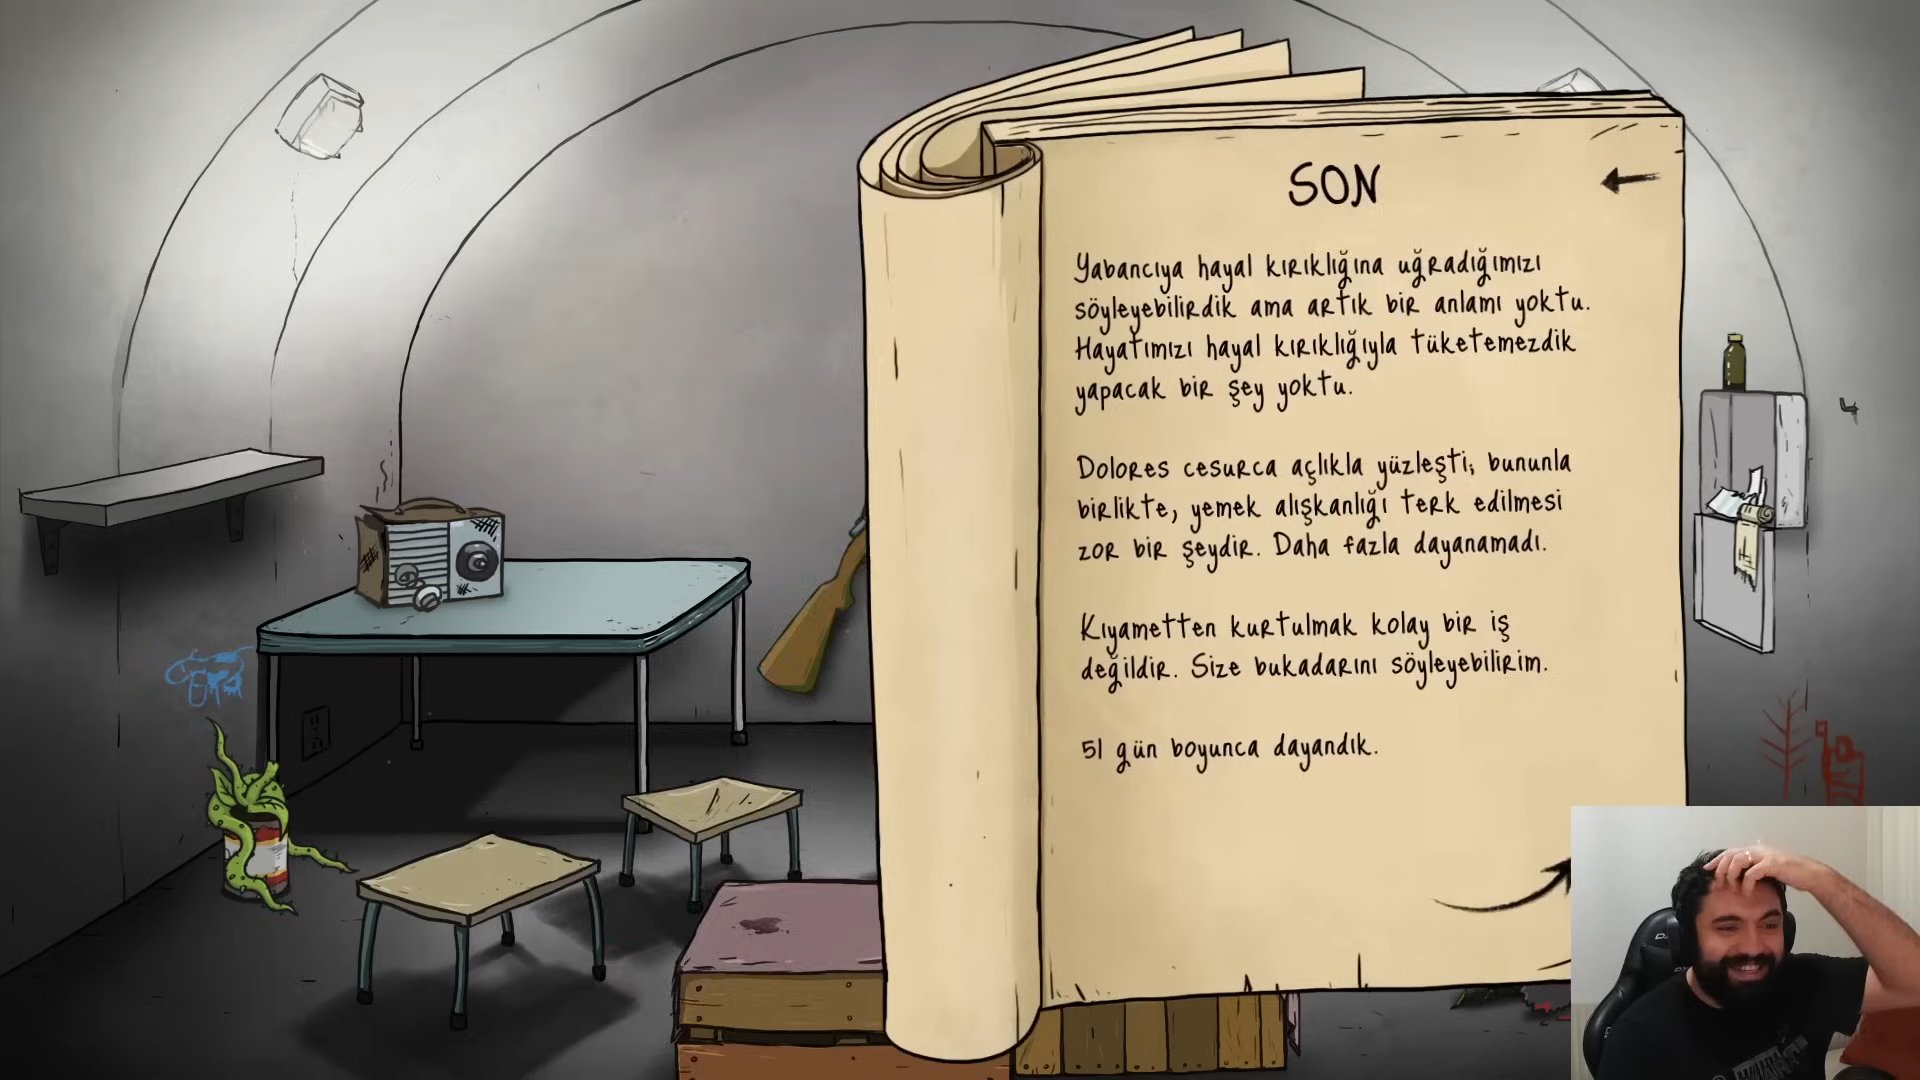 SON
Yabancıya hayal kırıklığına uğradığımızı
söyleyebilirdik ama artık bir anlamı yoktu.
Hayatımızı hayal kırıklığıyla tüketemezdik
yapacak bir şey yoktu.
Dolores cesurca açlıkla yüzleşti; bununla
birlikte, yemek alışkanlığı terk edilmesi
zor bir şeydir. Daha fazla dayanamadı.
Kıyametten kurtulmak kolay bir iş
değildir. Size bukadarını söyleyebilirim.
51 gün boyunca dayandık.